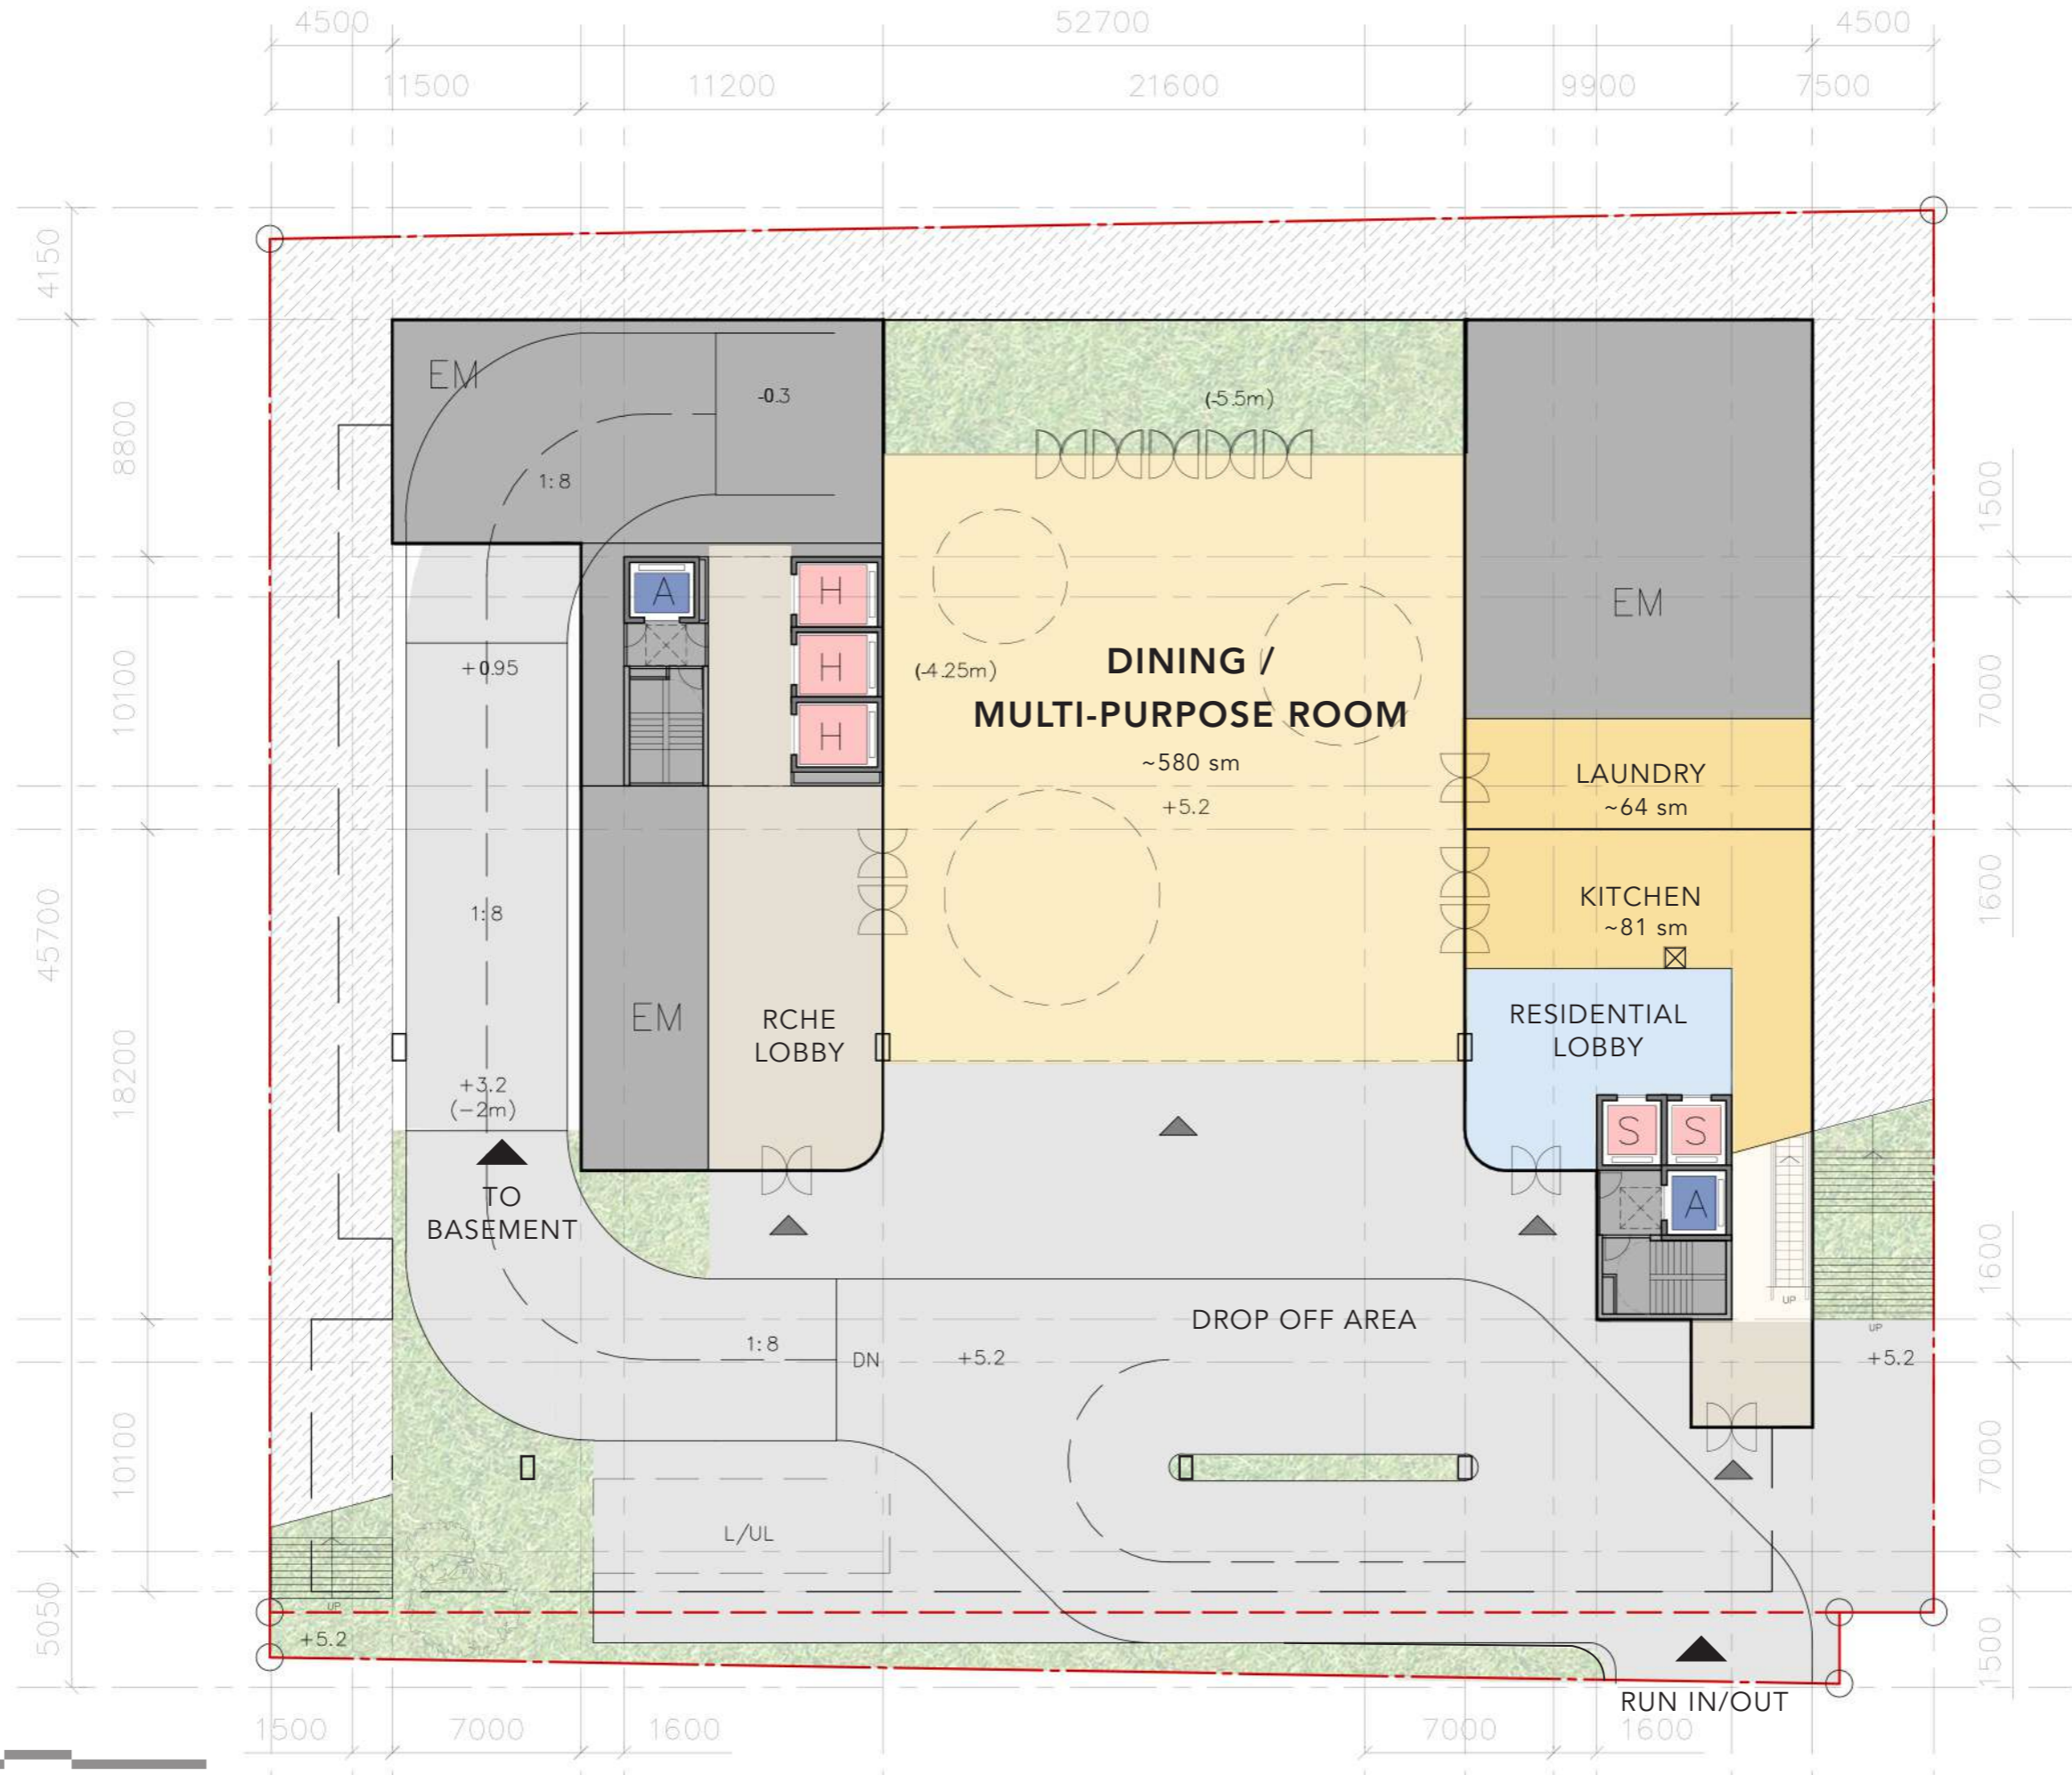 4500
52700
4500
11500
11200
21600
9900
7500
4150
EM
-0.3
(-5.5m)
8800
1:8
1500
A
H
EM
+0.95
H
(-4.25m)
DINING /
MULTI-PURPOSE ROOM
~580 sm
+5.2
10100
7000
H
LAUNDRY
~64 sm
1:8
KITCHEN
~81 sm
45700
1600
EM
RCHE
LOBBY
RESIDENTIAL
LOBBY
18200
+3.2
(-2m)
S
S
TO
BASEMENT
A
1600
UP
DROP OFF AREA
UP
1:8
DN
+5.2
+5.2
10100
7000
L/UL
UP
5050
+5.2
1500
RUN IN/OUT
1500
7000
1600
7000
1600